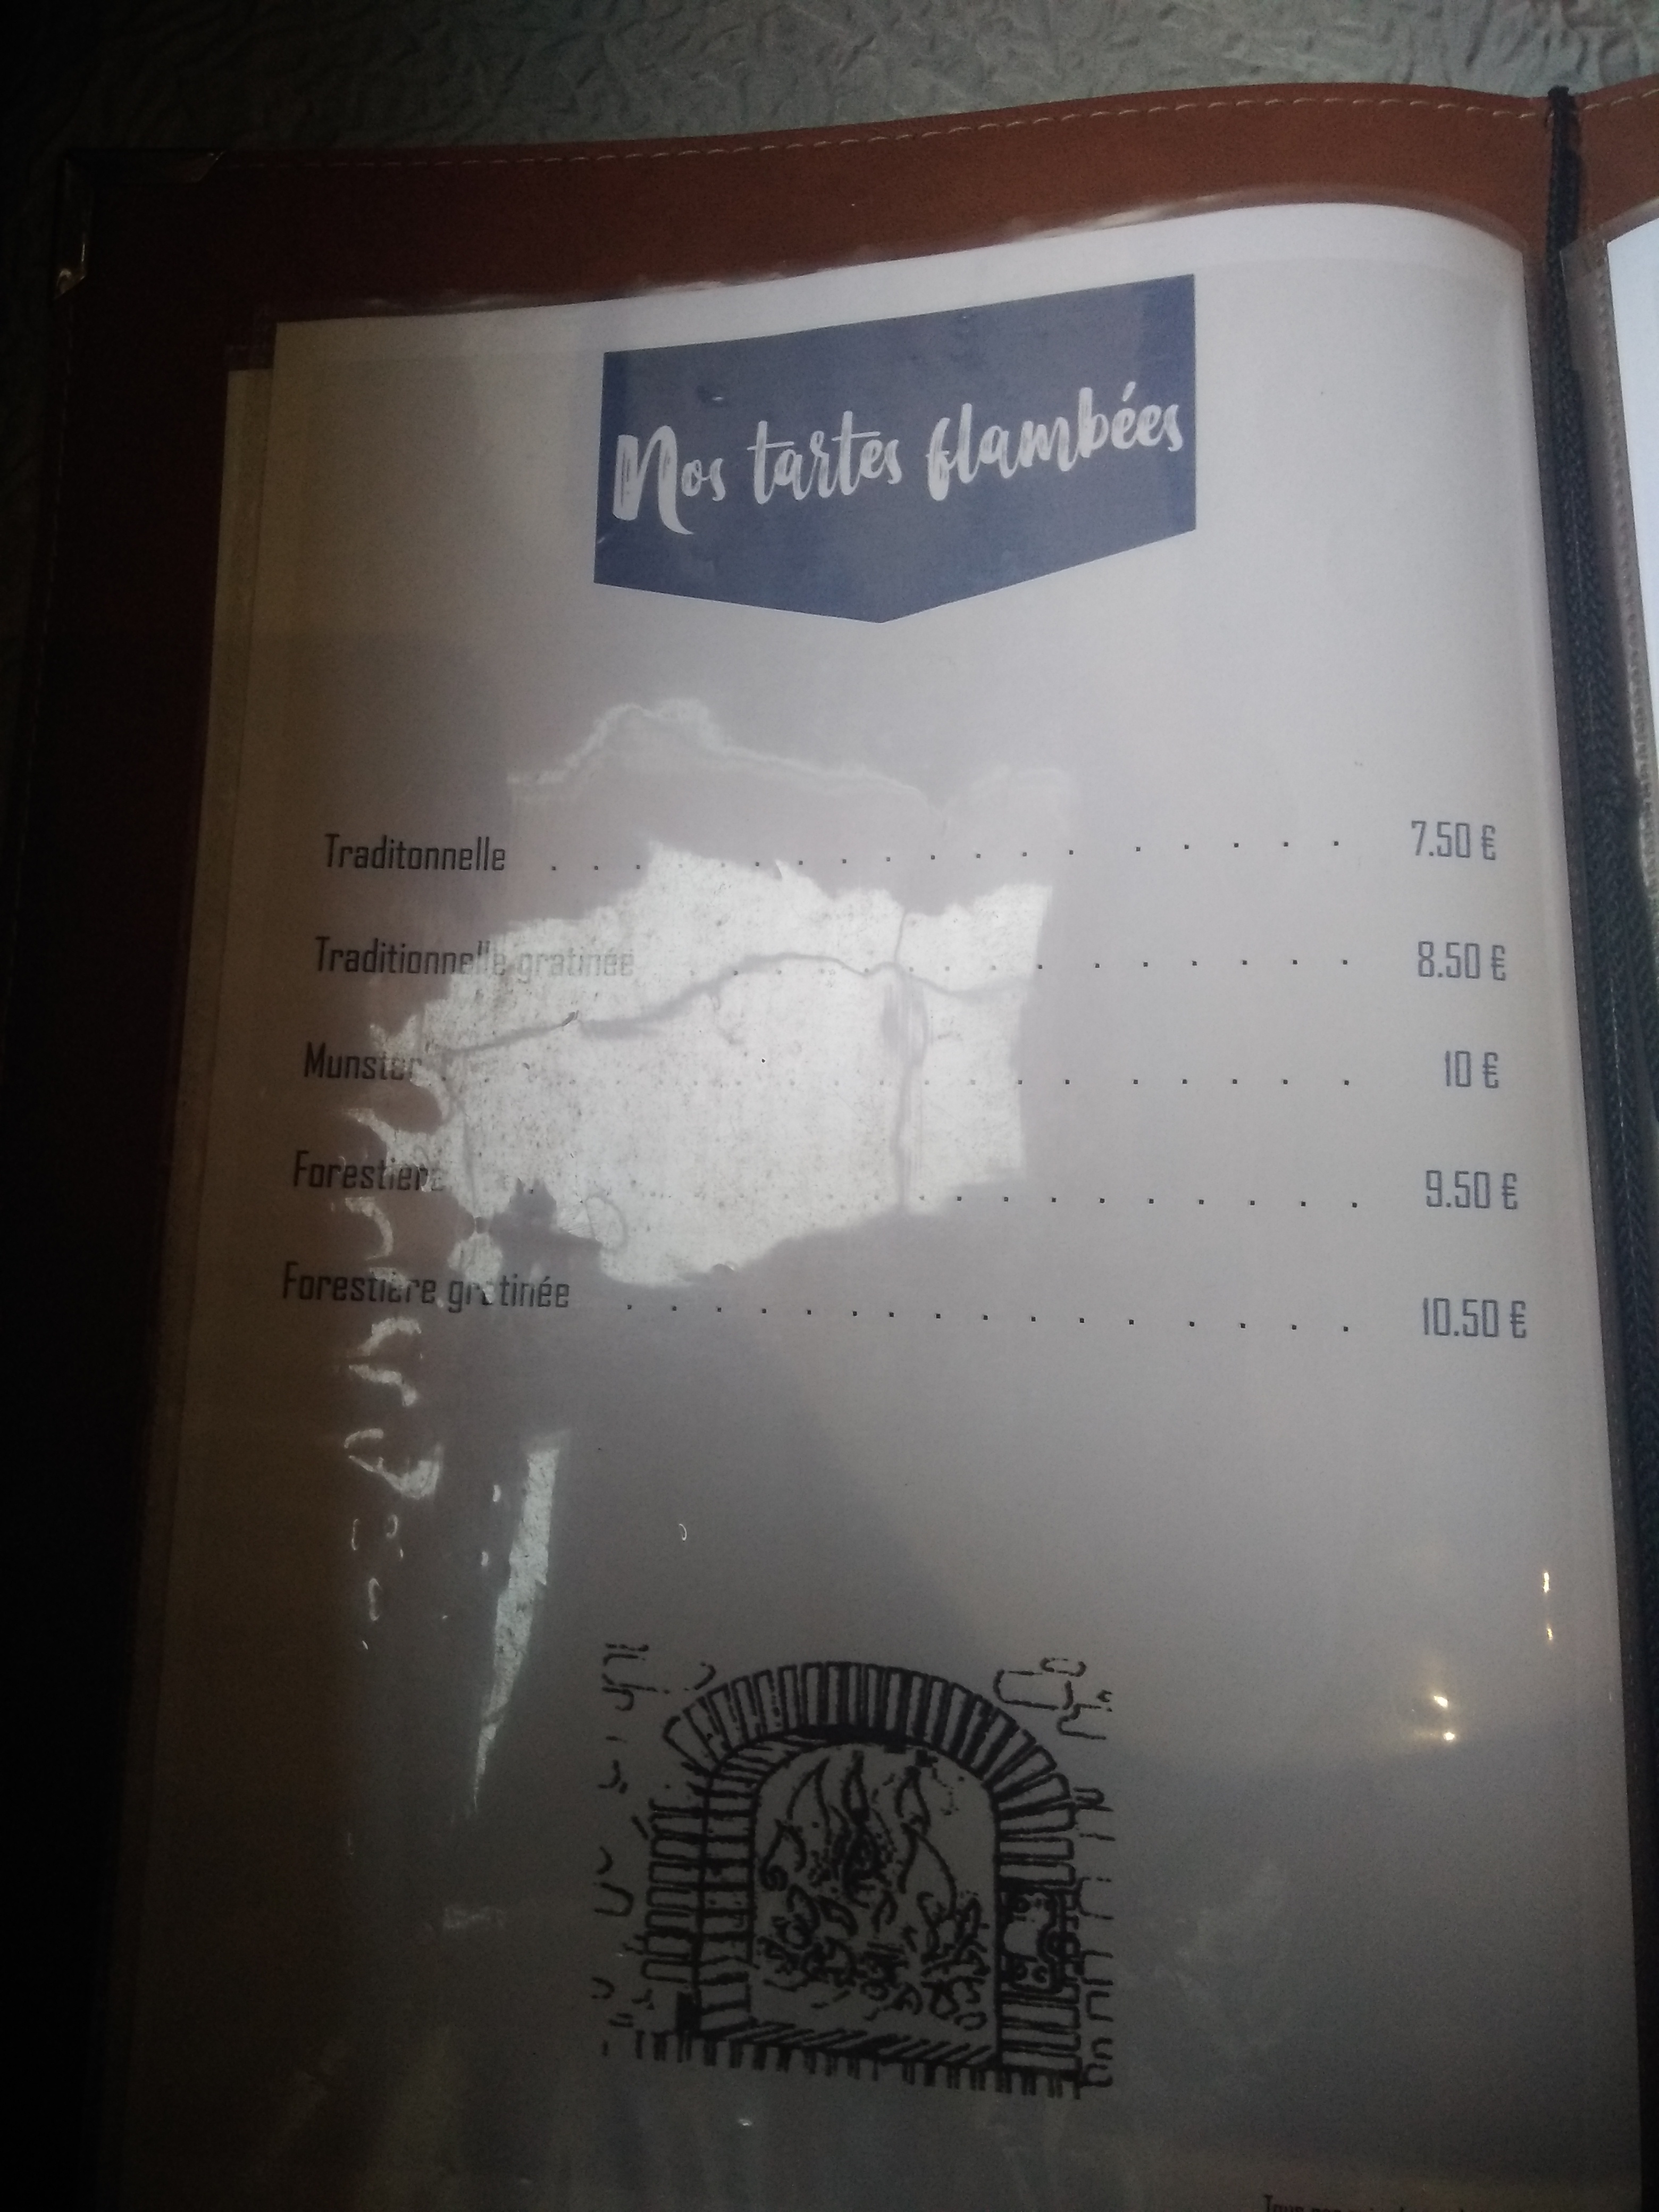 Nos tartes flambées
Traditonnelle . . . . . . . . . . . . . . . . 7.50 €
Traditionnelle gratinée . . . . . . . . . . . . . 8.50 €
Munster . . . . . . . . . . . . . . . . 10 €
Forestière . . . . . . . . . . . . . . . . 9.50 €
Forestière gratinée . . . . . . . . . . . . . . . . 10.50 €